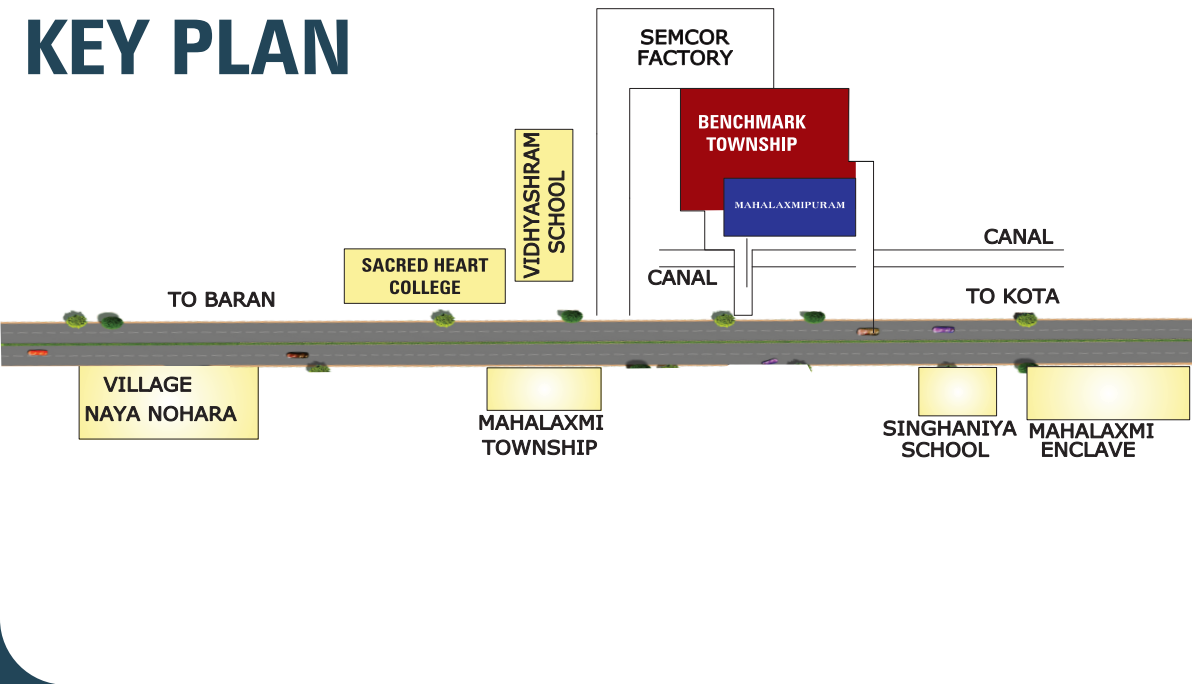 KEY PLAN
SEMCOR
FACTORY
BENCHMARK
TOWNSHIP
VIDHYASHRAM
SCHOOL
MAHALAXMIPURAM
CANAL
SACRED HEART
COLLEGE
CANAL
TO BARAN
TO KOTA
VILLAGE
NAYA NOHARA
MAHALAXMI
TOWNSHIP
SINGHANIYA
SCHOOL
MAHALAXMI
ENCLAVE